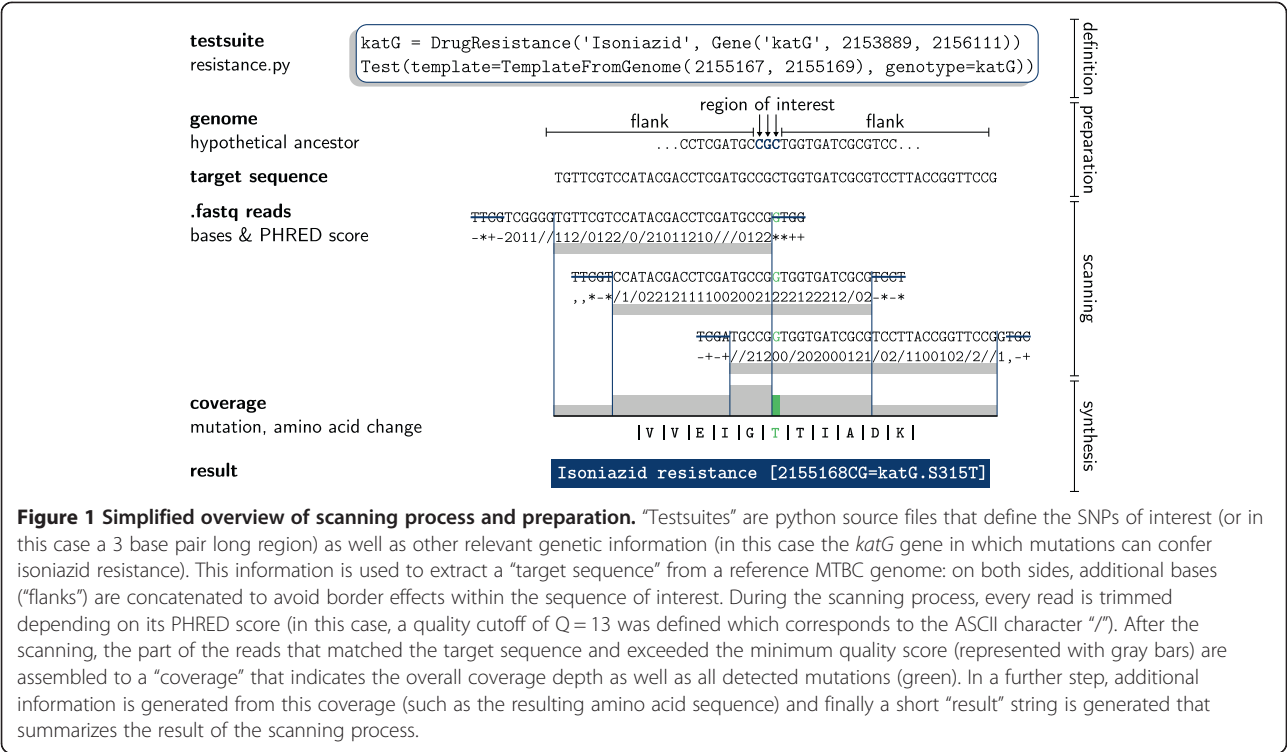 testsuite
resistance.py
katG = DrugResistance('Isoniazid', Gene('katG', 2153889, 2156111))
Test(template=TemplateFromGenome(2155167, 2155169), genotype=katG))
definition
region of interest
genome
hypothetical ancestor
flank
flank
...CCTCGATGCCGCTGGTGATCGCGTCC...
preparation
target sequence
TGTTCGTCCATACGACCTCGATGCCGCTGGTGATCGCGTCCTTACCGGTTCCG
.fastq reads
bases & PHRED score
TTCGTCGGGGTGTTCGTCCATACGACCTCGATGCCGGTGG
-*+-2011//112/0122/0/21011210///0122**++
TTCGTCCATACGACCTCGATGCCGGTGGTGATCGCGTCCT
,,*-*/1/022121111002002122212221​2/02-*-*
TCGATGCCGGTGGTGATCGCGTCCTTACCGGTTCCGGTGC
-+-+//21200/202000121/02/1100102/2//1,-+
scanning
coverage
mutation, amino acid change
| V | V | E | I | G | T | T | I | A | D | K |
result
Isoniazid resistance [2155168CG=katG.S315T]
synthesis
Figure 1 Simplified overview of scanning process and preparation. “Testsuites” are python source files that define the SNPs of interest (or in
this case a 3 base pair long region) as well as other relevant genetic information (in this case the katG gene in which mutations can confer
isoniazid resistance). This information is used to extract a “target sequence” from a reference MTBC genome: on both sides, additional bases
(“flanks”) are concatenated to avoid border effects within the sequence of interest. During the scanning process, every read is trimmed
depending on its PHRED score (in this case, a quality cutoff of Q = 13 was defined which corresponds to the ASCII character “/”). After the
scanning, the part of the reads that matched the target sequence and exceeded the minimum quality score (represented with gray bars) are
assembled to a “coverage” that indicates the overall coverage depth as well as all detected mutations (green). In a further step, additional
information is generated from this coverage (such as the resulting amino acid sequence) and finally a short “result” string is generated that
summarizes the result of the scanning process.